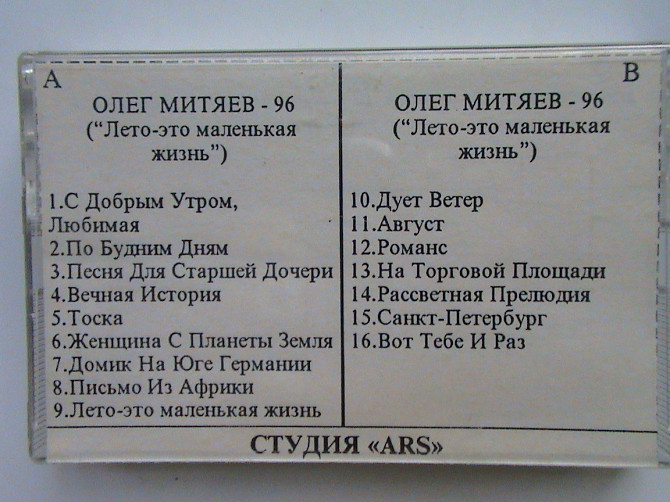 A
ОЛЕГ МИТЯЕВ - 96
("Лето-это маленькая
жизнь")
1.С Добрым Утром,
Любимая
2.По Будним Дням
3.Песня Для Старшей Дочери
4.Вечная История
5.Тоска
6.Женщина С Планеты Земля
7.Домик На Юге Германии
8.Письмо Из Африки
9.Лето-это маленькая жизнь
B
ОЛЕГ МИТЯЕВ - 96
("Лето-это маленькая
жизнь")
10.Дует Ветер
11.Август
12.Романс
13.На Торговой Площади
14.Рассветная Прелюдия
15.Санкт-Петербург
16.Вот Тебе И Раз
СТУДИЯ «ARS»